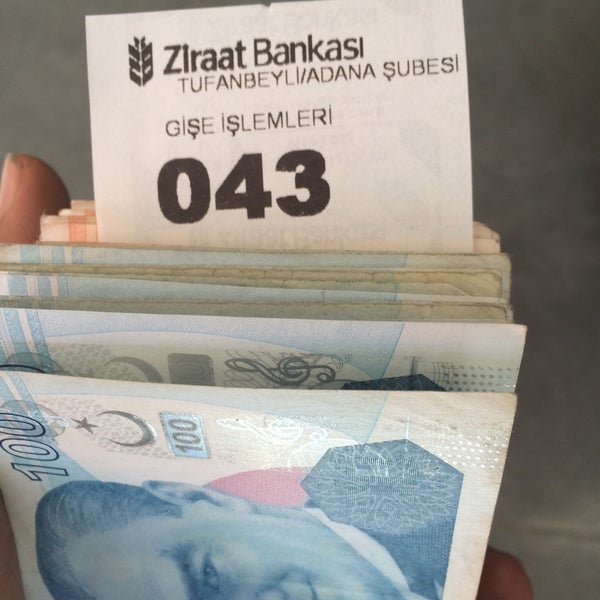 Ziraat Bankası
TUFANBEYLİ/ADANA ŞUBESİ
GİŞE İŞLEMLERİ
043
100
100